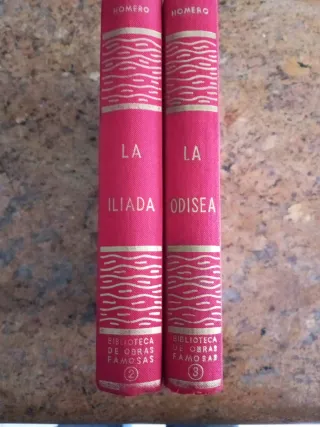 HOMERO
LA
ILIADA
BIBLIOTECA
DE OBRAS
FAMOSAS
2
HOMERO
LA
ODISEA
BIBLIOTECA
DE OBRAS
FAMOSAS
3